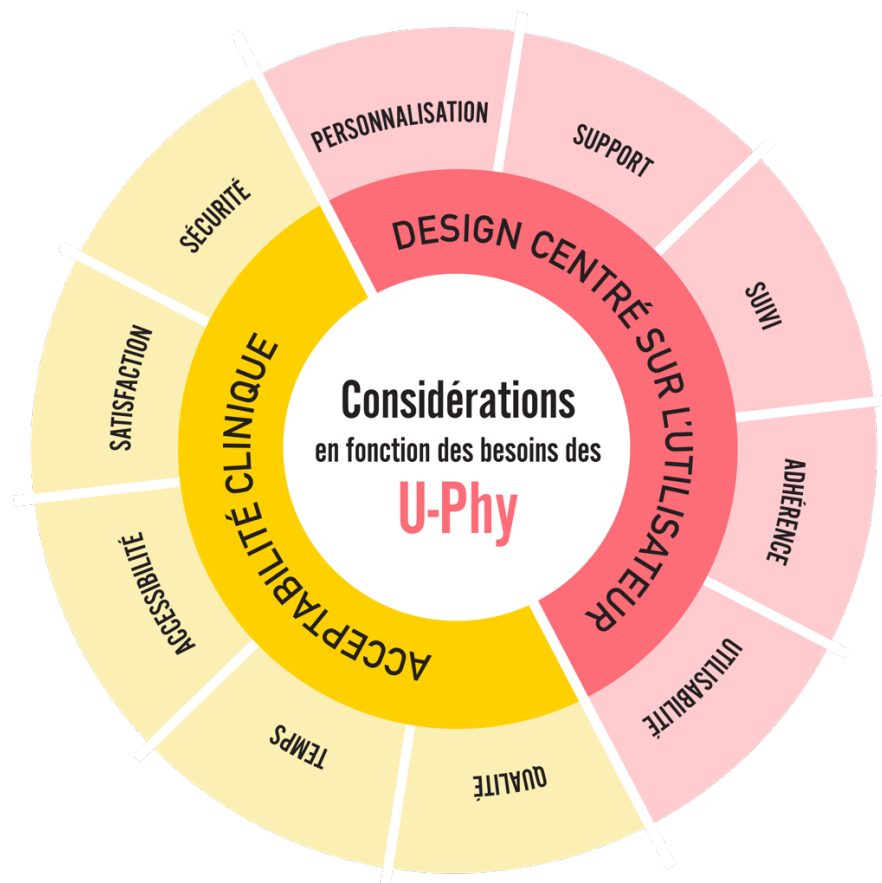 Considérations
en fonction des besoins des
U-Phy
DESIGN CENTRÉ SUR L'UTILISATEUR
PERSONNALISATION
SUPPORT
SUIVI
ADHÉRENCE
UTILISABILITÉ
ACCEPTABILITÉ CLINIQUE
QUALITÉ
TEMPS
ACCESSIBILITÉ
SATISFACTION
SÉCURITÉ